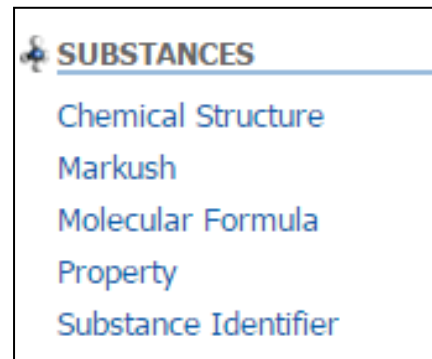 SUBSTANCES
Chemical Structure
Markush
Molecular Formula
Property
Substance Identifier